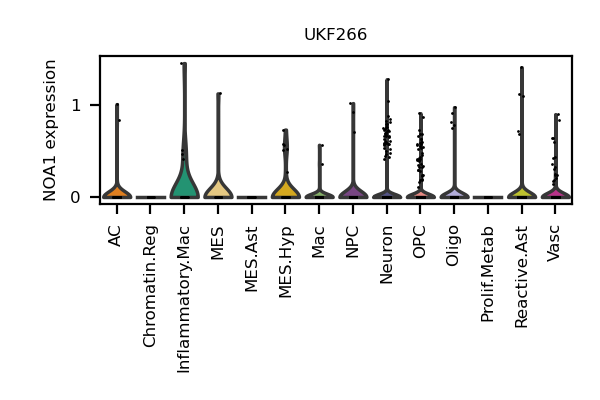 UKF266
NOA1 expression
1
0
AC
Chromatin.Reg
Inflammatory.Mac
MES
MES.Ast
MES.Hyp
Mac
NPC
Neuron
OPC
Oligo
Prolif.Metab
Reactive.Ast
Vasc